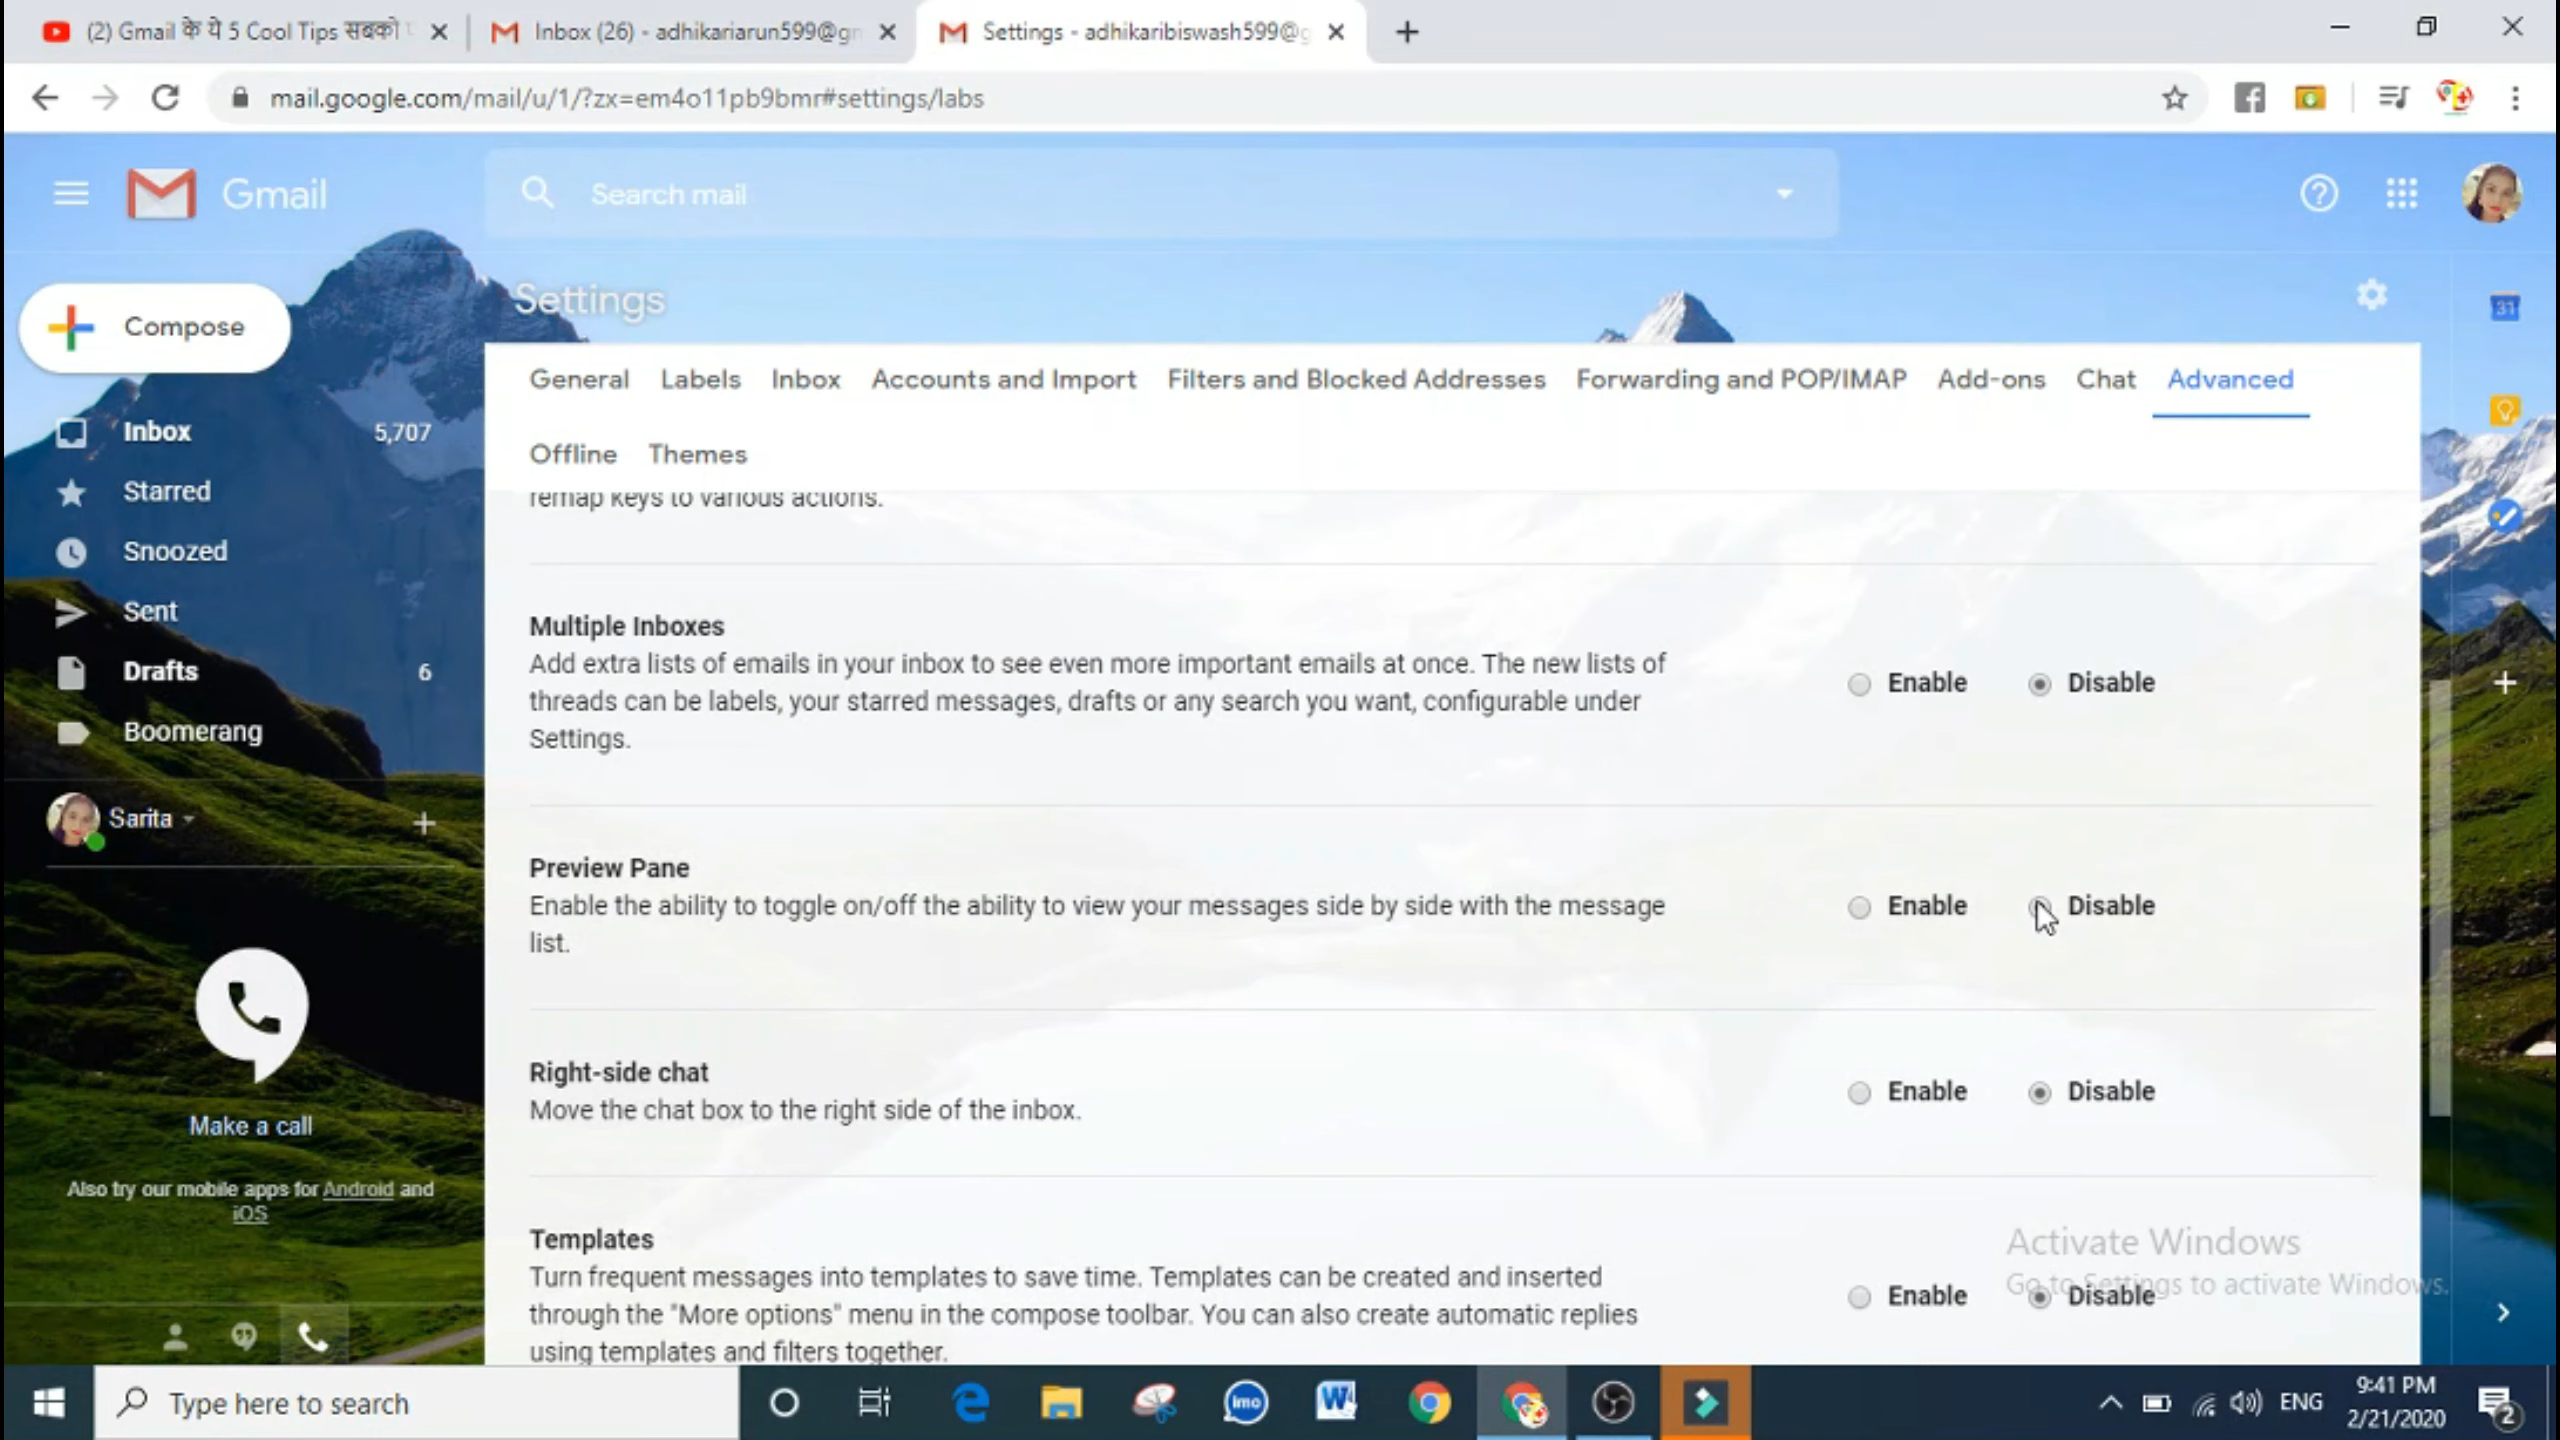 (2) Gmail के ये 5 Cool Tips सबको
Inbox (26) - adhikariarun599@gm
Settings - adhikaribiswash599@g
mail.google.com/mail/u/1/?zx=em4o11pb9bmr#settings/labs
Gmail
Search mail
Compose
Settings
31
General Labels Inbox Accounts and Import Filters and Blocked Addresses Forwarding and POP/IMAP Add-ons Chat Advanced
Offline Themes
Inbox 5,707
Starred
Snoozed
Sent
Drafts 6
Boomerang
Sarita
Make a call
Also try our mobile apps for Android and
iOS
remap keys to various actions.
Multiple Inboxes
Add extra lists of emails in your inbox to see even more important emails at once. The new lists of
threads can be labels, your starred messages, drafts or any search you want, configurable under
Settings.
Enable Disable
Preview Pane
Enable the ability to toggle on/off the ability to view your messages side by side with the message
list.
Enable Disable
Right-side chat
Move the chat box to the right side of the inbox.
Enable Disable
Templates
Turn frequent messages into templates to save time. Templates can be created and inserted
through the "More options" menu in the compose toolbar. You can also create automatic replies
using templates and filters together.
Enable Disable
Activate Windows
Go to Settings to activate Windows.
Type here to search
imo
W
ENG
9:41 PM
2/21/2020
2